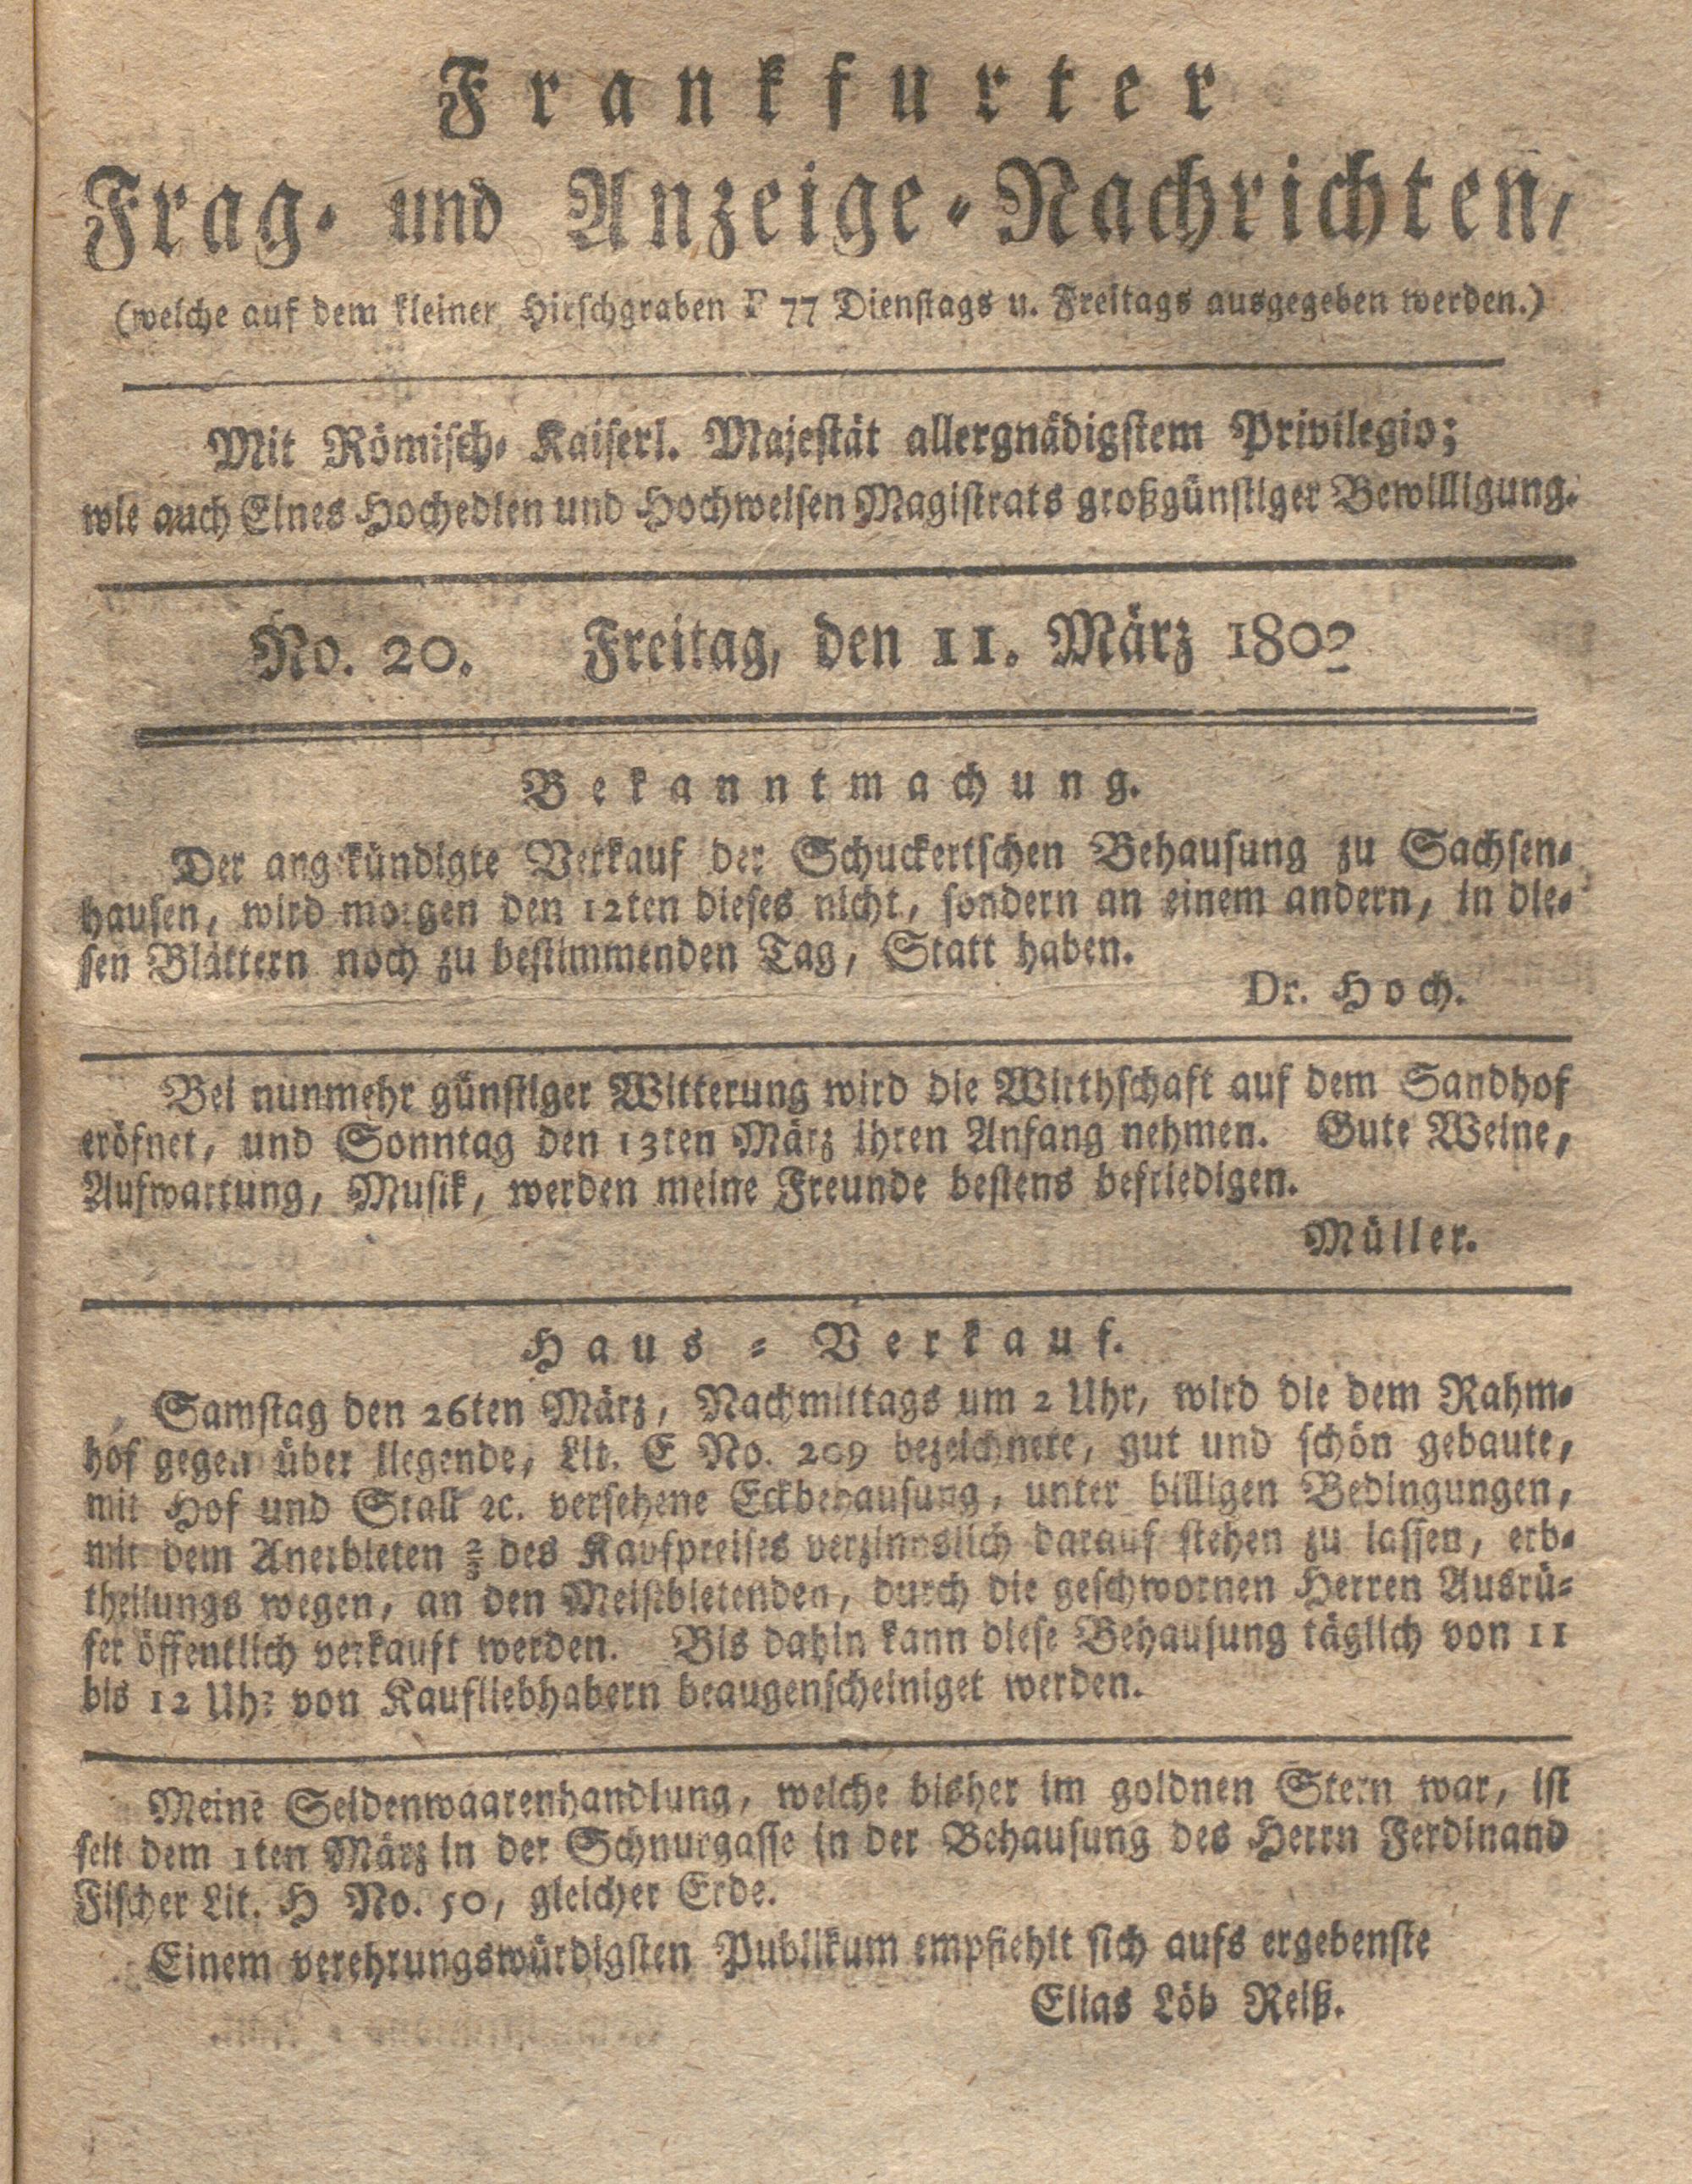 Frankfurter
Frag- und Anzeige-Nachrichten,
(welche auf dem kleinen Hirschgraben F 77 Dienstags u. Freitags ausgegeben werden.)
Mit Römisch- Kaiserl. Majestät allergnädigstem Privilegio;
wie auch Eines Hochedlen und Hochweisen Magistrats großgünstiger Bewilligung.
No. 20. Freitag, den 11. März 1803
Bekanntmachung.
Der angekündigte Verkauf der Schuckertschen Behausung zu Sachsen-
hausen, wird morgen den 12ten dieses nicht, sondern an einem andern, in die-
sen Blättern noch zu bestimmenden Tag, Statt haben.
Dr. Hoch.
Bei nunmehr günstiger Witterung wird die Wirthschaft auf dem Sandhof
eröfnet, und Sonntag den 13ten März ihren Anfang nehmen. Gute Weine,
Aufwartung, Musik, werden meine Freunde bestens befriedigen.
Müller.
Haus-Verkauf.
Samstag den 26ten März, Nachmittags um 2 Uhr, wird die dem Rahm-
hof gegen über liegende, Lit. E No. 209 bezeichnete, gut und schön gebaute,
mit Hof und Stall ꝛc. versehene Eckbehausung, unter billigen Bedingungen,
mit dem Anerbieten ⅔ des Kaufpreises verzinnslich darauf stehen zu lassen, erb-
theilungs wegen, an den Meistbietenden, durch die geschwornen Herren Ausrü-
fer öffentlich verkauft werden. Bis dahin kann diese Behausung täglich von 11
bis 12 Uhr von Kaufliebhabern beaugenscheiniget werden.
Meine Seidenwaarenhandlung, welche bisher im goldnen Stern war, ist
seit dem 1ten März in der Schnurgasse in der Behausung des Herrn Ferdinand
Fischer Lit. H No. 50, gleicher Erde.
Einem verehrungswürdigsten Publikum empfiehlt sich aufs ergebenste
Elias Löb Reiß.